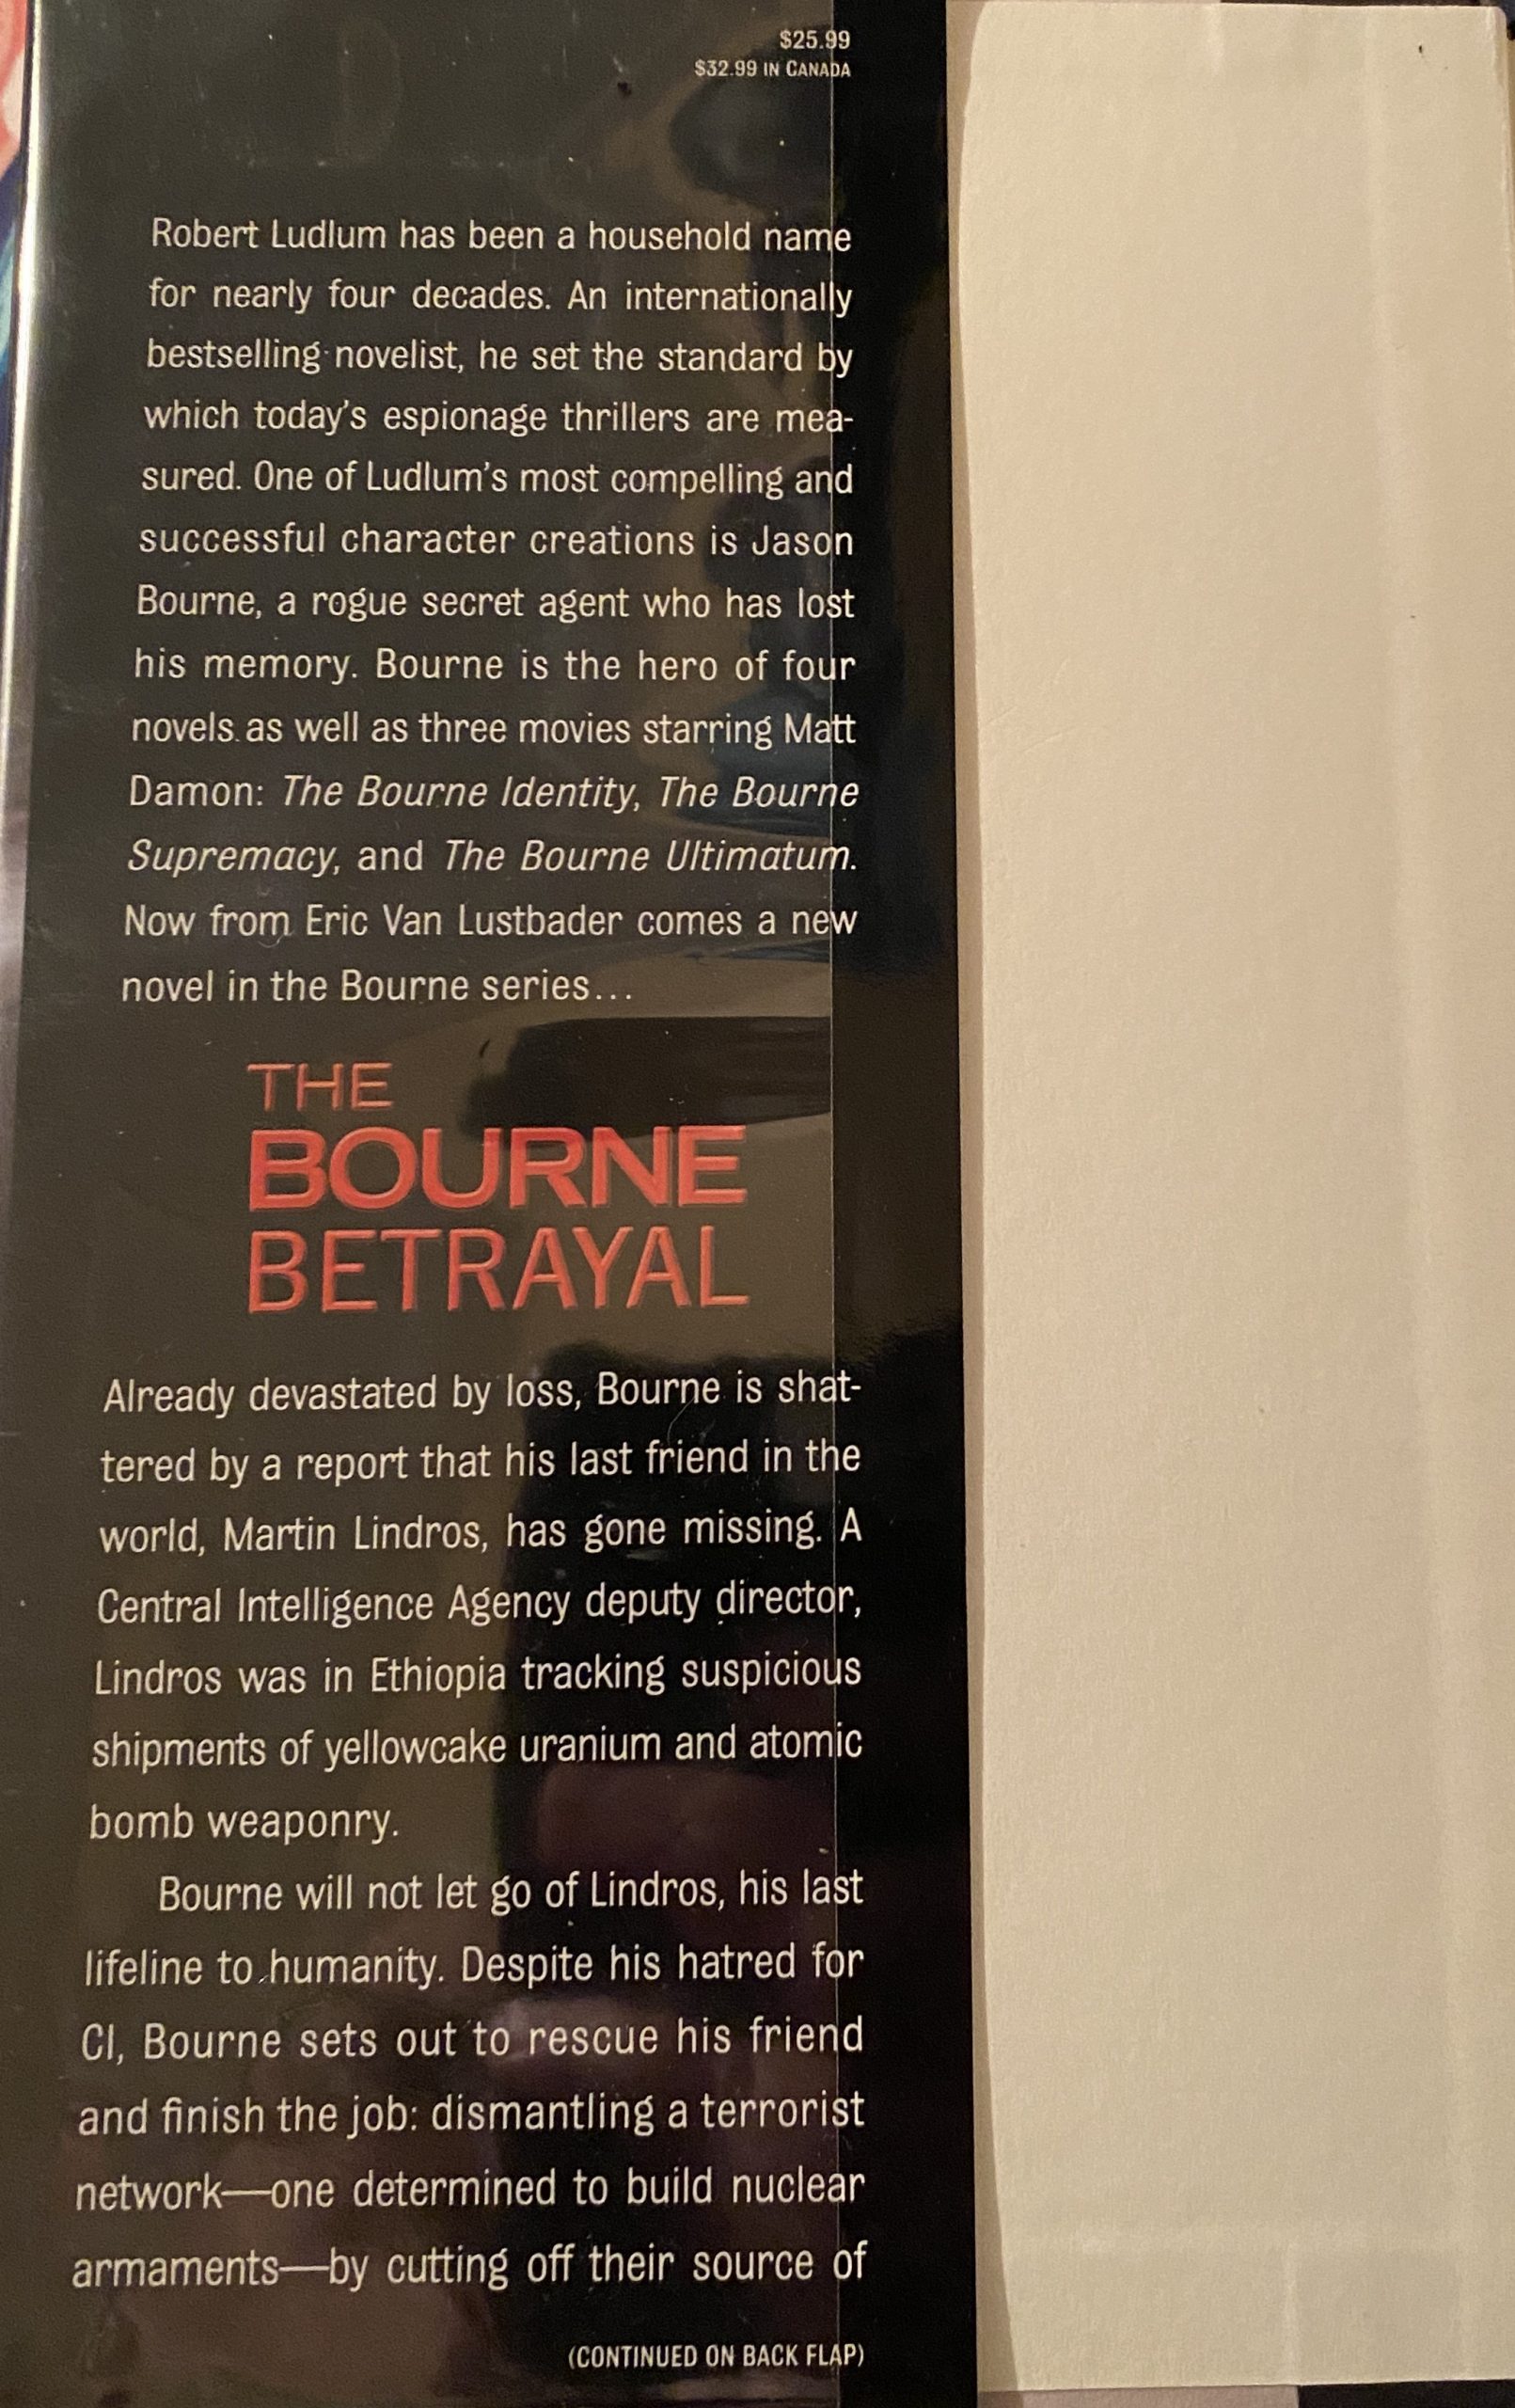 $25.99
$32.99 IN CANADA
Robert Ludlum has been a household name
for nearly four decades. An internationally
bestselling novelist, he set the standard by
which today's espionage thrillers are mea-
sured. One of Ludlum's most compelling and
successful character creations is Jason
Bourne, a rogue secret agent who has lost
his memory. Bourne is the hero of four
novels as well as three movies starring Matt
Damon: The Bourne Identity, The Bourne
Supremacy, and The Bourne Ultimatum.
Now from Eric Van Lustbader comes a new
novel in the Bourne series...
THE
BOURNE
BETRAYAL
Already devastated by loss, Bourne is shat-
tered by a report that his last friend in the
world, Martin Lindros, has gone missing. A
Central Intelligence Agency deputy director,
Lindros was in Ethiopia tracking suspicious
shipments of yellowcake uranium and atomic
bomb weaponry.
Bourne will not let go of Lindros, his last
lifeline to humanity. Despite his hatred for
CI, Bourne sets out to rescue his friend
and finish the job: dismantling a terrorist
network—one determined to build nuclear
armaments—by cutting off their source of
(CONTINUED ON BACK FLAP)